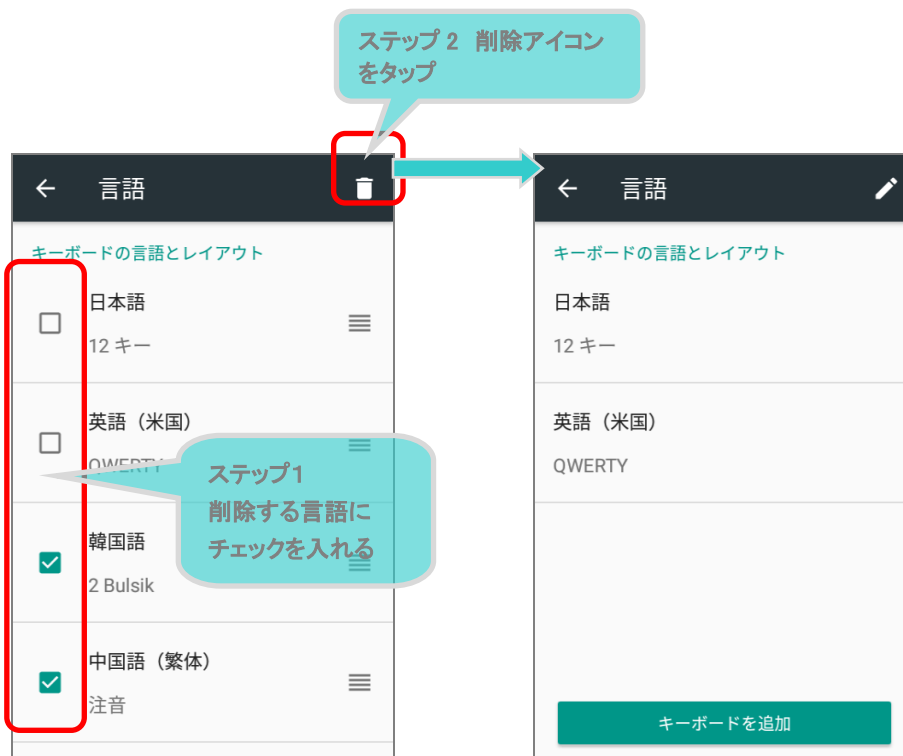 ステップ 2 削除アイコン
をタップ
言語
キーボードの言語とレイアウト
日本語
12 キー
英語（米国）
QWERTY
ステップ１
削除する言語に
チェックを入れる
韓国語
2 Bulsik
中国語（繁体）
注音
言語
キーボードの言語とレイアウト
日本語
12 キー
英語（米国）
QWERTY
キーボードを追加